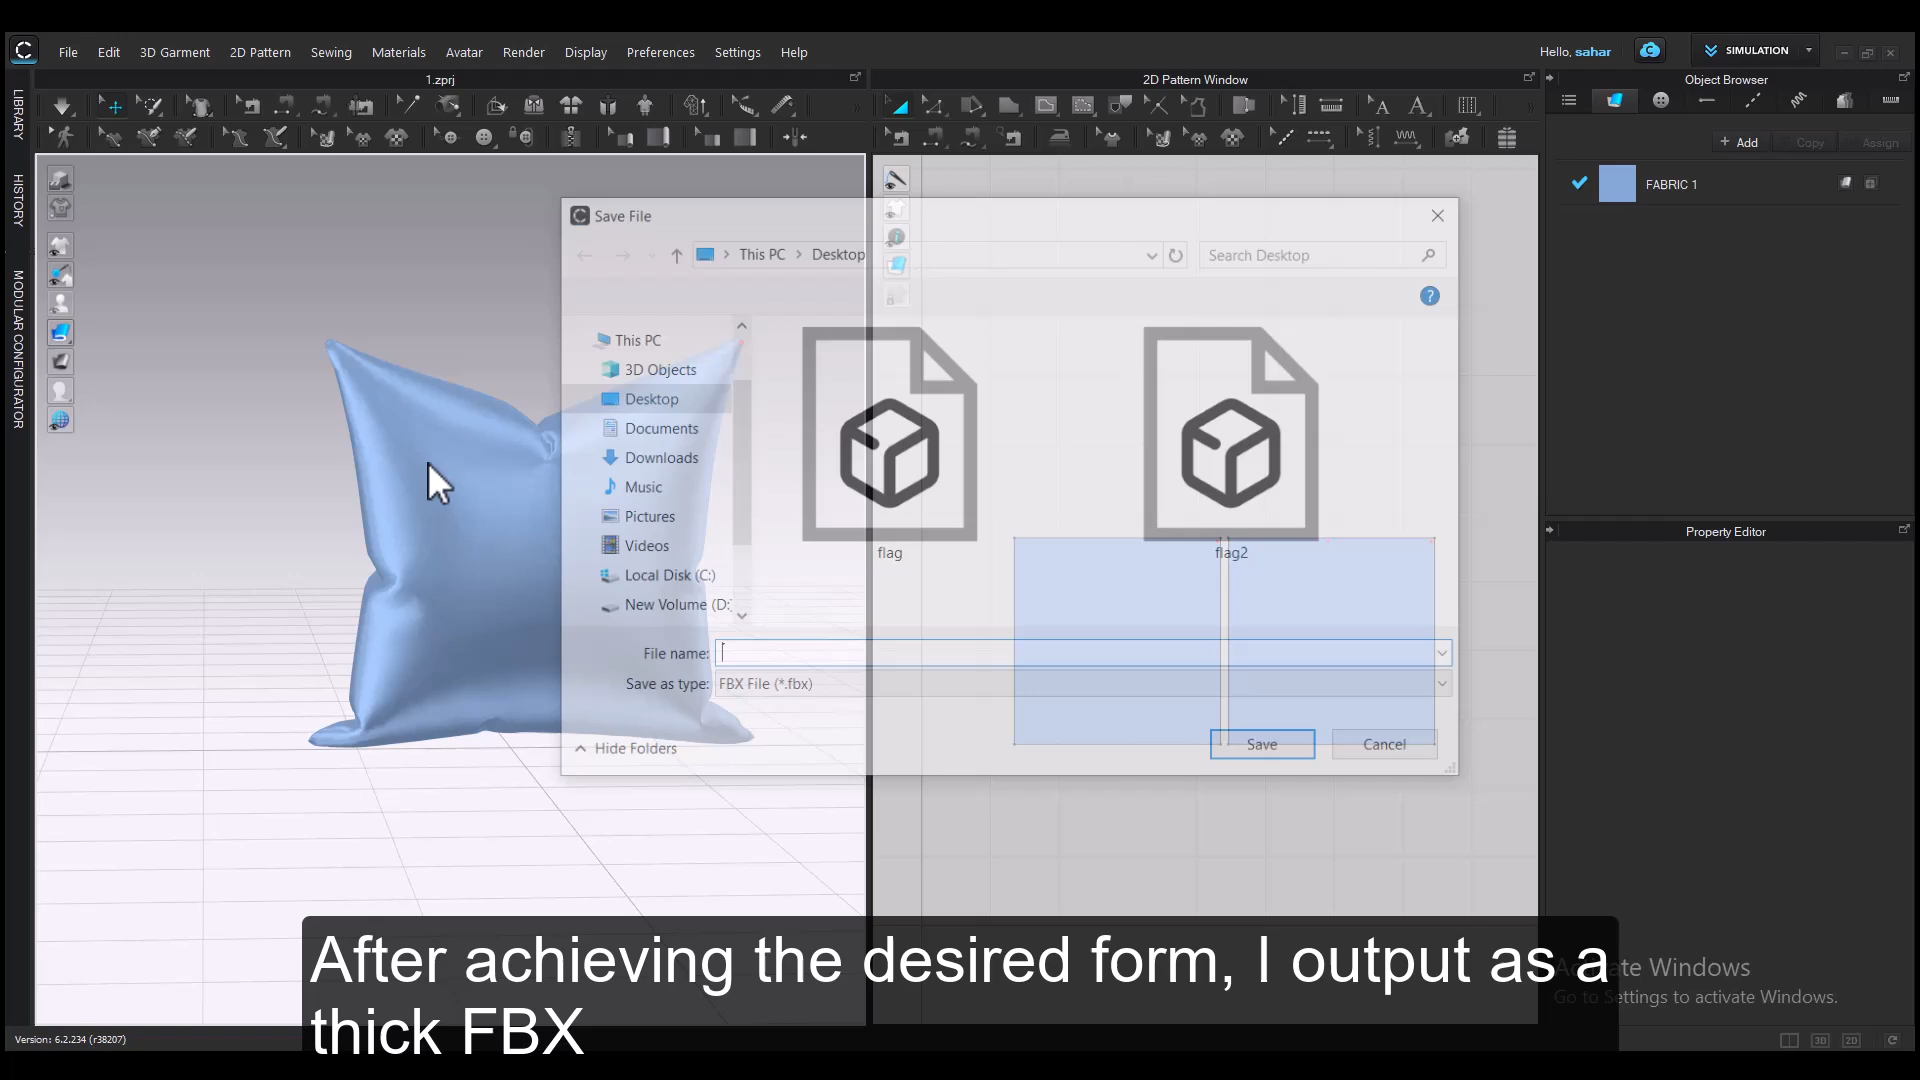 File Edit 3D Garment 2D Pattern Sewing Materials Avatar Render Display Preferences Settings Help
Hello, sahar
SIMULATION
1.zprj
2D Pattern Window
Object Browser
LIBRARY
HISTORY
MODULAR CONFIGURATOR
+ Add Copy Assign
FABRIC 1
Property Editor
Save File
This PC > Desktop
Search Desktop
This PC
3D Objects
Desktop
Documents
Downloads
Music
Pictures
Videos
Local Disk (C:)
New Volume (D:
flag
flag2
File name:
Save as type: FBX File (*.fbx)
Hide Folders
Save Cancel
After achieving the desired form, I output as a
thick FBX
te Windows
Go to Settings to activate Windows.
Version: 6.2.234 (r38207)
3D 2D